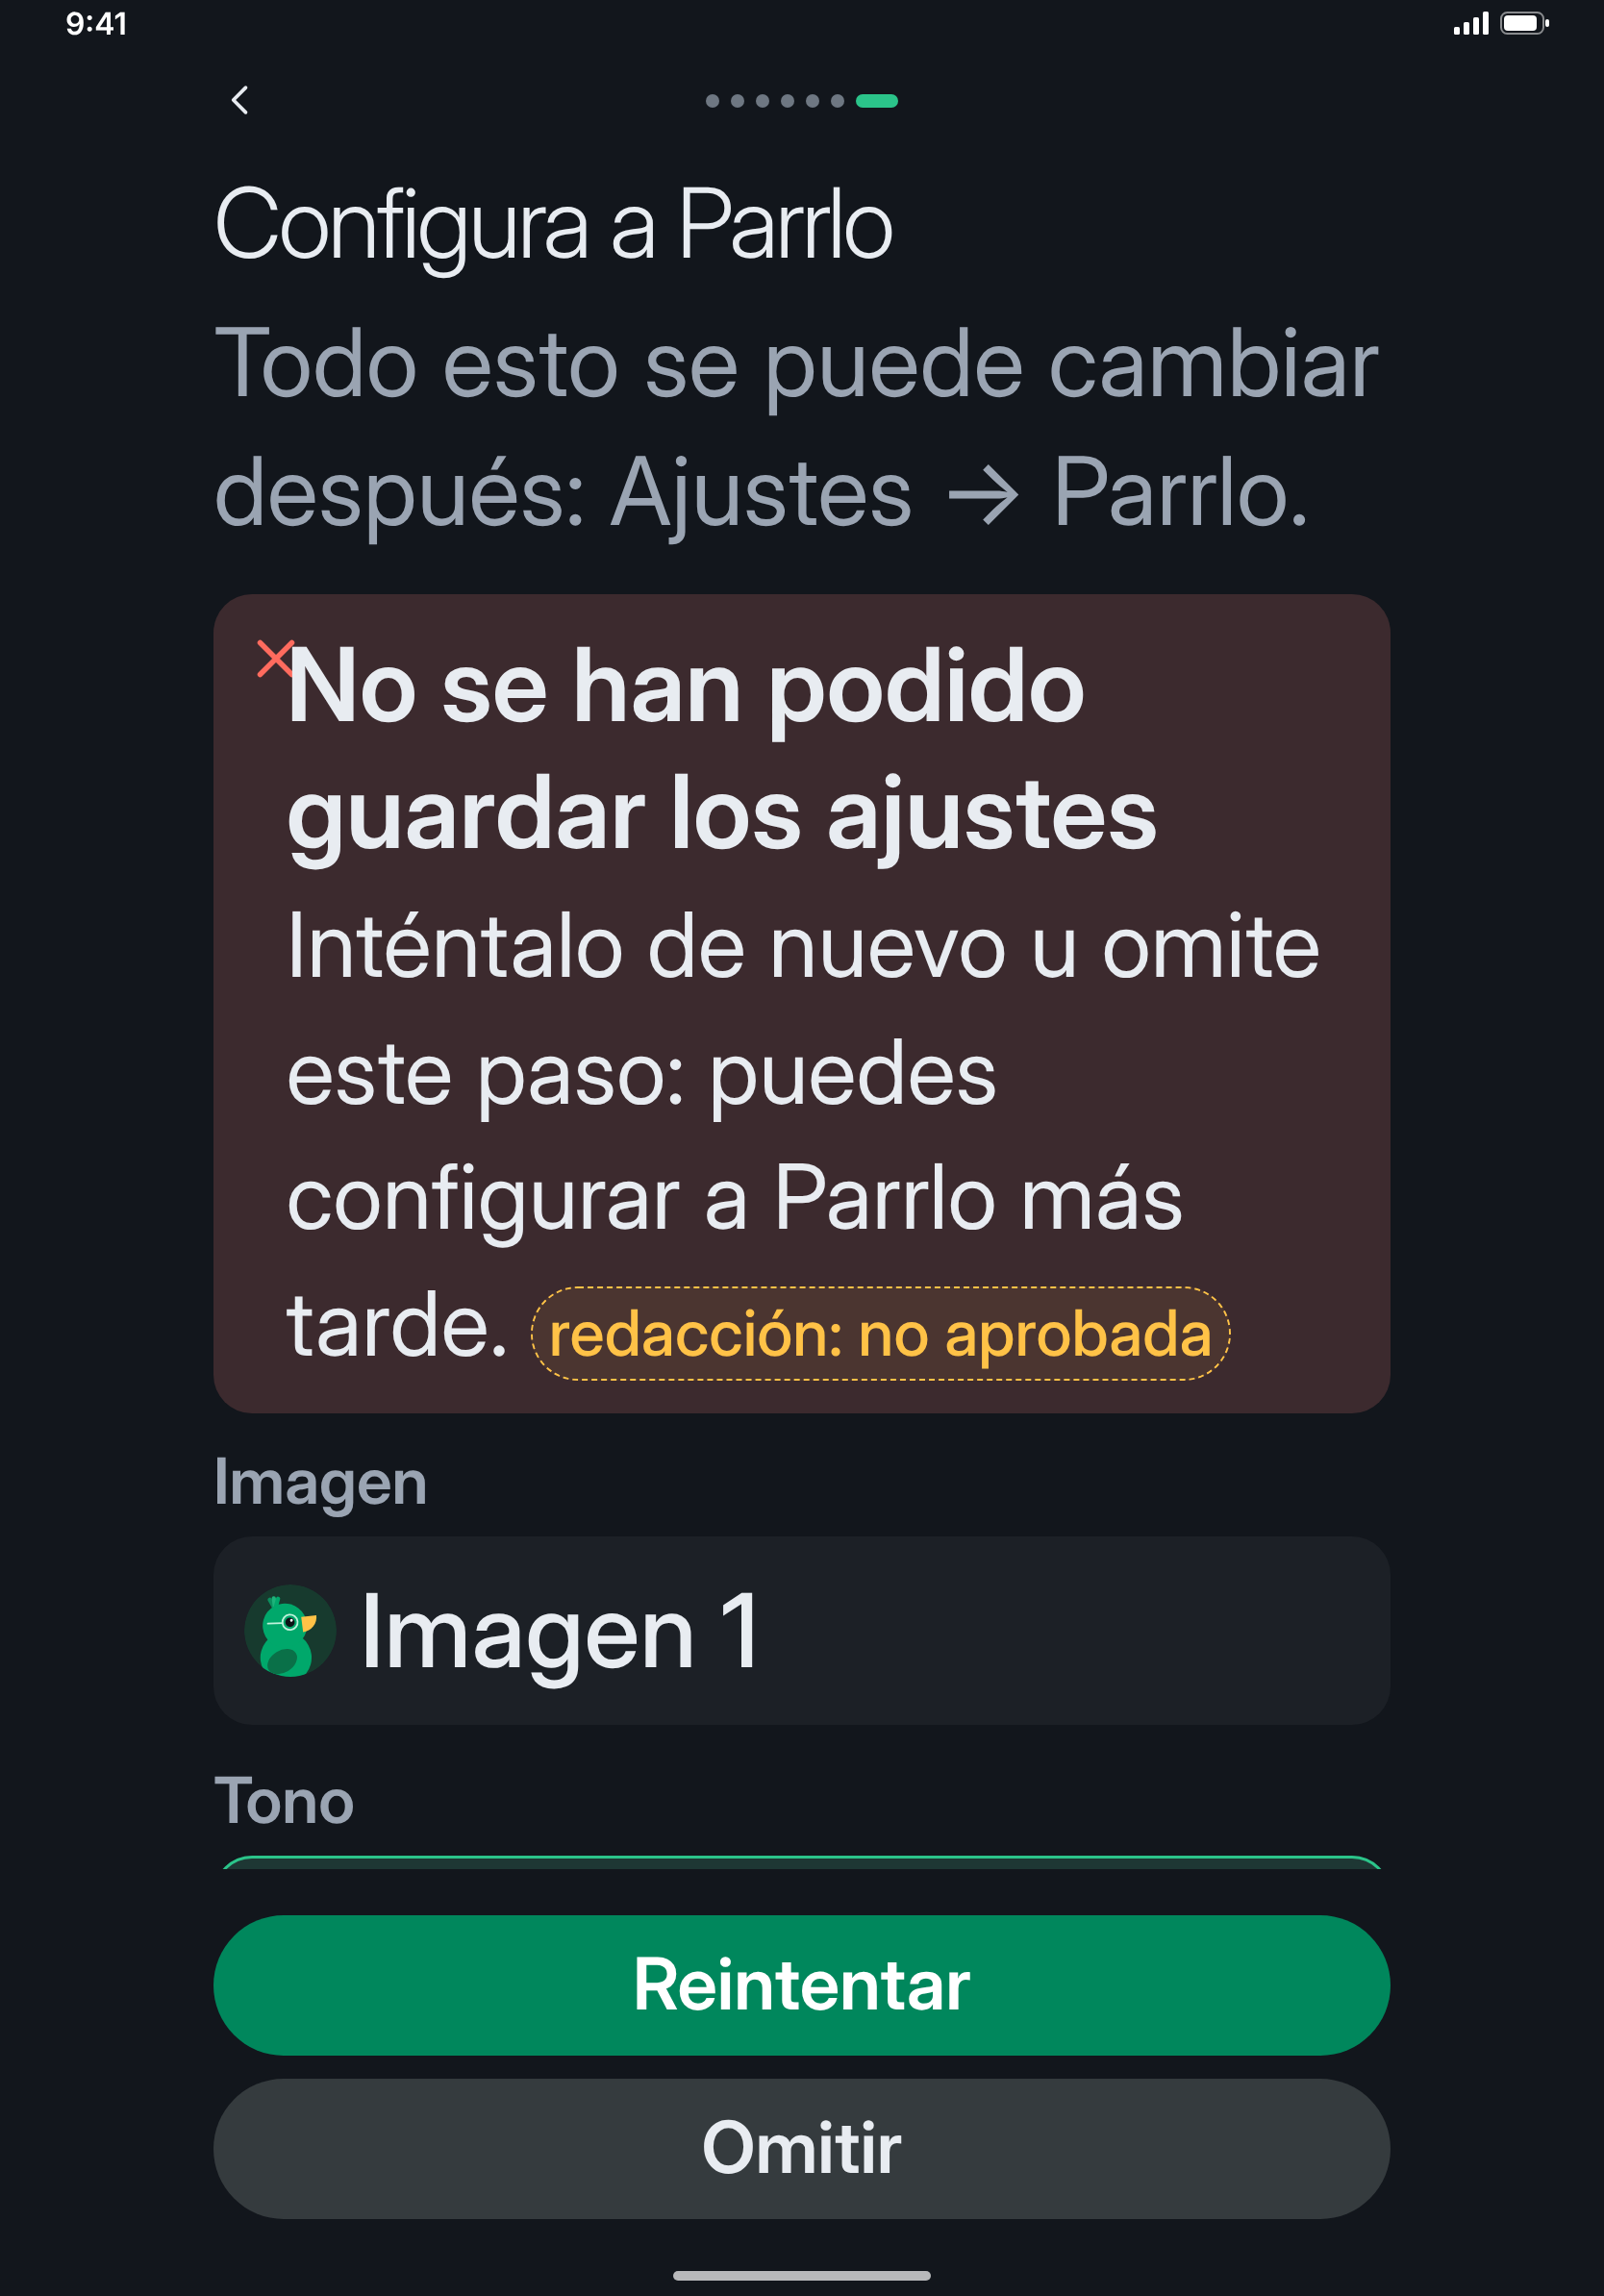 9:41
Configura a Parrlo
Todo esto se puede cambiar
después: Ajustes → Parrlo.
No se han podido
guardar los ajustes
Inténtalo de nuevo u omite
este paso: puedes
configurar a Parrlo más
tarde. redacción: no aprobada
Imagen
Imagen 1
Tono
Reintentar
Omitir